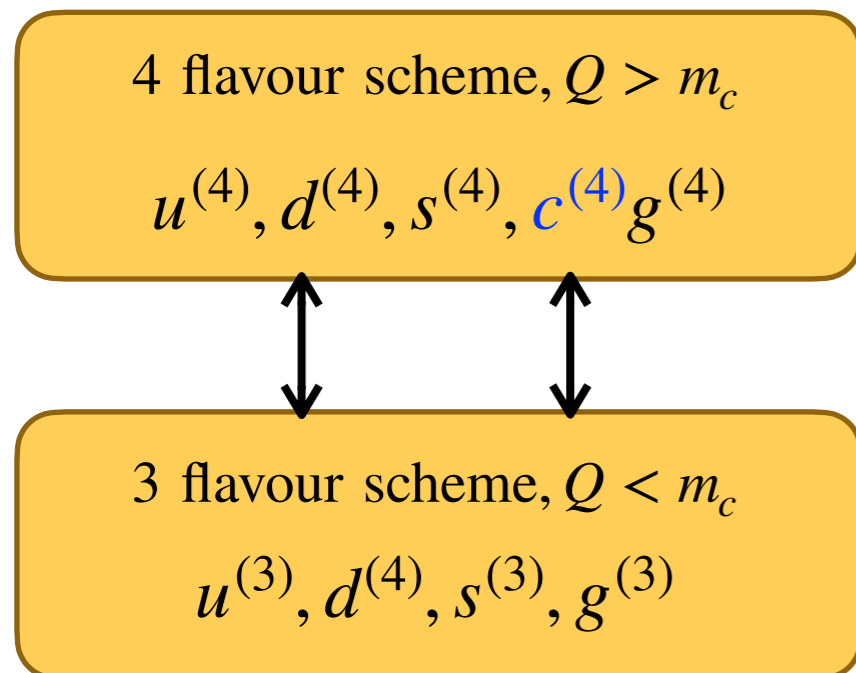 4 flavour scheme, Q > m_c
u^(4), d^(4), s^(4), c^(4) g^(4)
3 flavour scheme, Q < m_c
u^(3), d^(4), s^(3), g^(3)